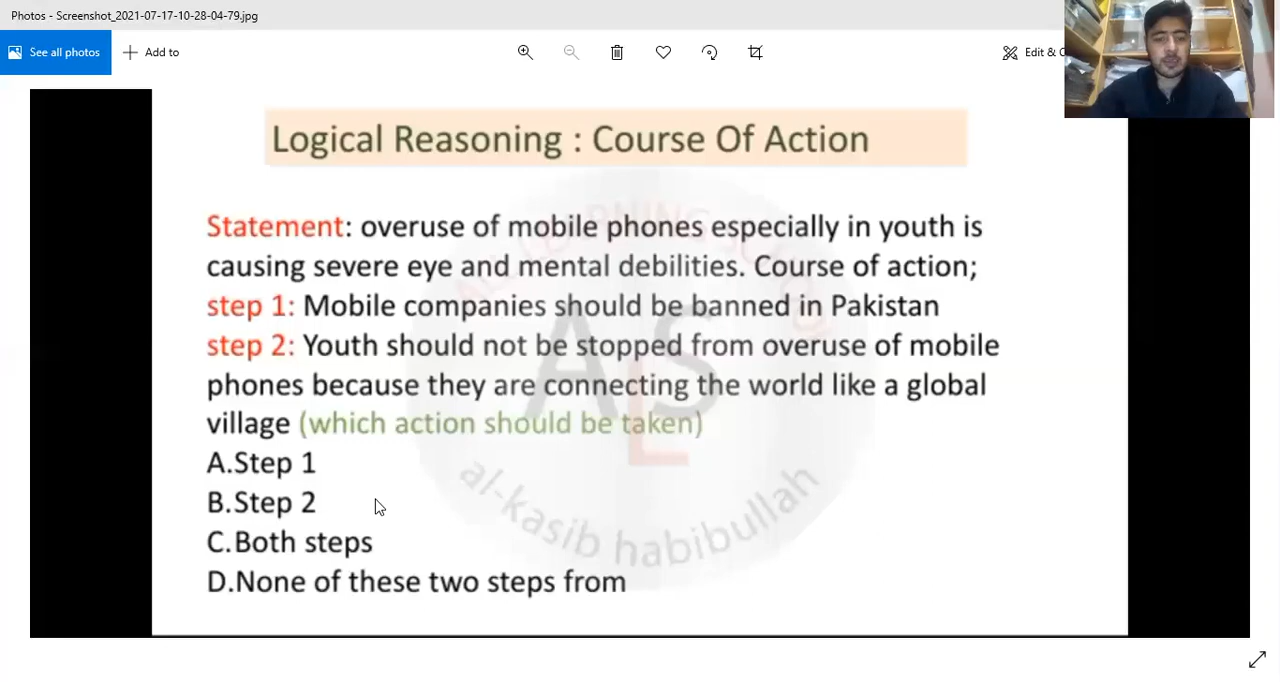 Photos - Screenshot_2021-07-17-10-28-04-79.jpg
See all photos
Add to
Edit & C
Logical Reasoning : Course Of Action
Statement: overuse of mobile phones especially in youth is
causing severe eye and mental debilities. Course of action;
step 1: Mobile companies should be banned in Pakistan
step 2: Youth should not be stopped from overuse of mobile
phones because they are connecting the world like a global
village (which action should be taken)
A.Step 1
B.Step 2
C.Both steps
D.None of these two steps from
ALS
al-kasib habibullah